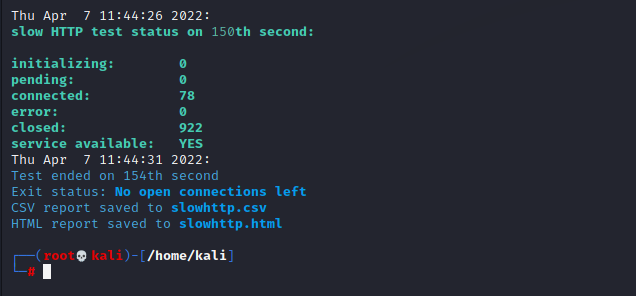 Thu Apr  7 11:44:26 2022:
slow HTTP test status on 150th second:

initializing:        0
pending:             0
connected:           78
error:               0
closed:              922
service available:   YES
Thu Apr  7 11:44:31 2022:
Test ended on 154th second
Exit status: No open connections left
CSV report saved to slowhttp.csv
HTML report saved to slowhttp.html

┌──(root💀kali)-[/home/kali]
└─#